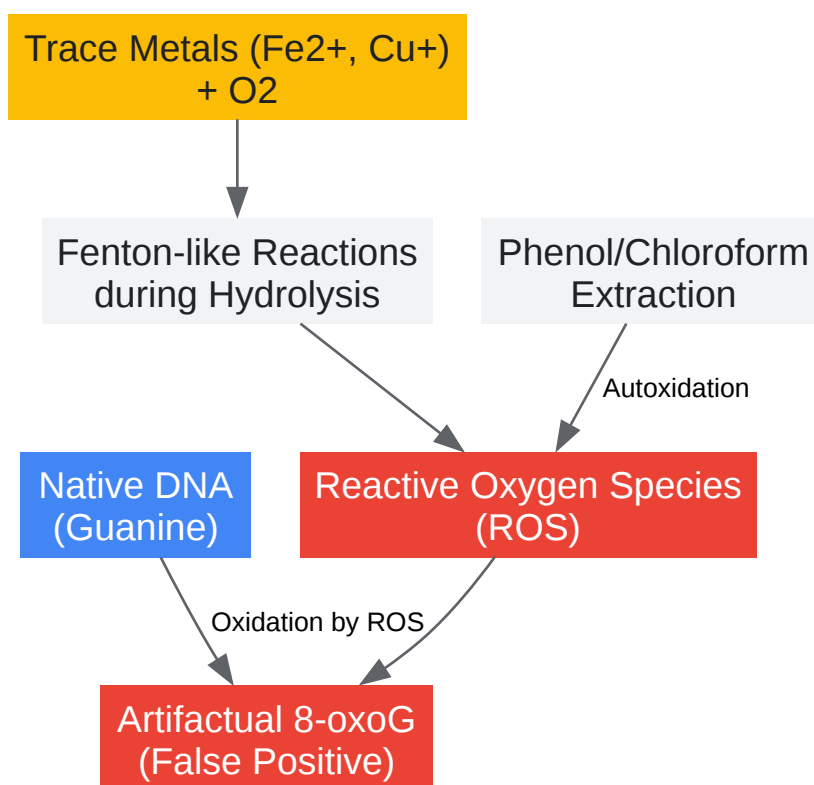 Trace Metals (Fe2+, Cu+)
+ O2
Fenton-like Reactions
during Hydrolysis
Phenol/Chloroform
Extraction
Autoxidation
Native DNA
(Guanine)
Reactive Oxygen Species
(ROS)
Oxidation by ROS
Artifactual 8-oxoG
(False Positive)